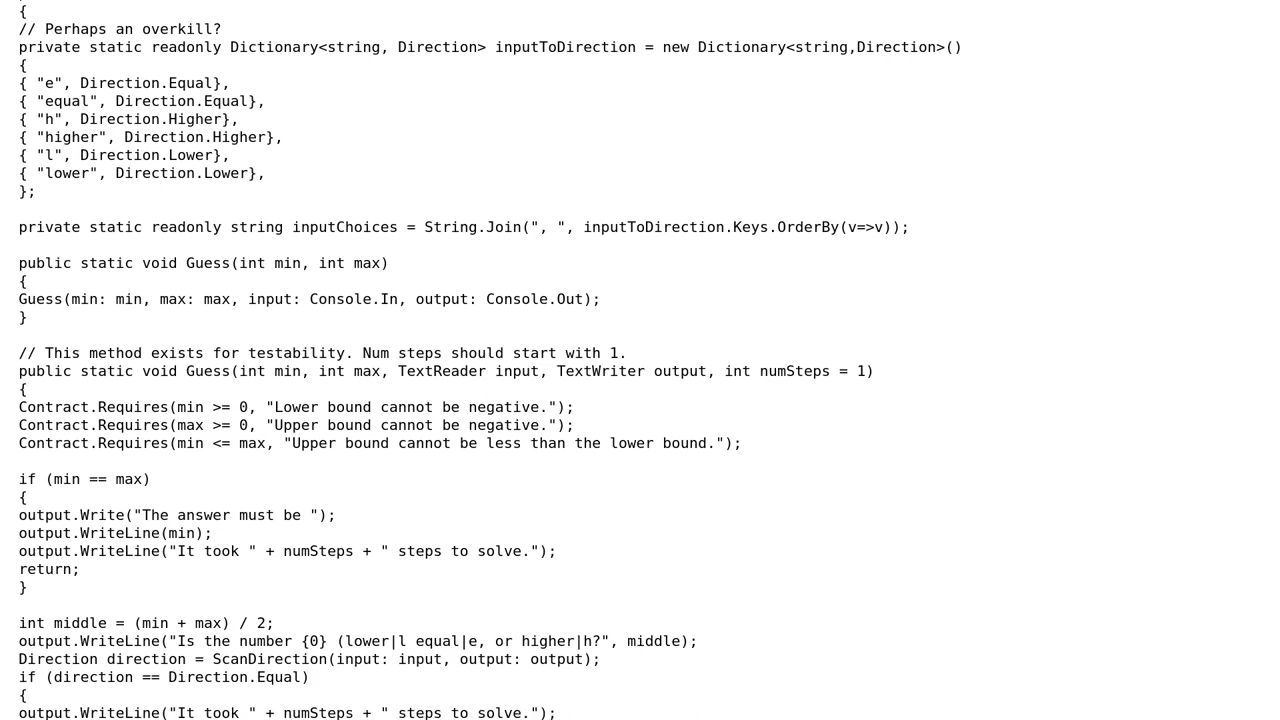 {
// Perhaps an overkill?
private static readonly Dictionary<string, Direction> inputToDirection = new Dictionary<string,Direction>()
{
{ "e", Direction.Equal},
{ "equal", Direction.Equal},
{ "h", Direction.Higher},
{ "higher", Direction.Higher},
{ "l", Direction.Lower},
{ "lower", Direction.Lower},
};

private static readonly string inputChoices = String.Join(", ", inputToDirection.Keys.OrderBy(v=>v));

public static void Guess(int min, int max)
{
Guess(min: min, max: max, input: Console.In, output: Console.Out);
}

// This method exists for testability. Num steps should start with 1.
public static void Guess(int min, int max, TextReader input, TextWriter output, int numSteps = 1)
{
Contract.Requires(min >= 0, "Lower bound cannot be negative.");
Contract.Requires(max >= 0, "Upper bound cannot be negative.");
Contract.Requires(min <= max, "Upper bound cannot be less than the lower bound.");

if (min == max)
{
output.Write("The answer must be ");
output.WriteLine(min);
output.WriteLine("It took " + numSteps + " steps to solve.");
return;
}

int middle = (min + max) / 2;
output.WriteLine("Is the number {0} (lower|l equal|e, or higher|h?", middle);
Direction direction = ScanDirection(input: input, output: output);
if (direction == Direction.Equal)
{
output.WriteLine("It took " + numSteps + " steps to solve.");